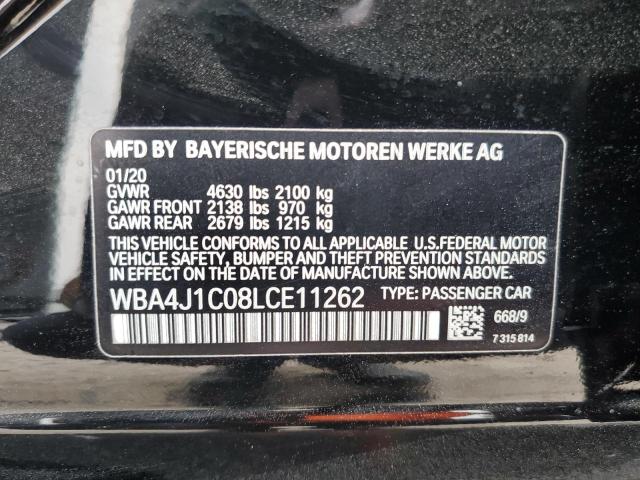 MFD BY BAYERISCHE MOTOREN WERKE AG
01/20
GVWR 4630 lbs 2100 kg
GAWR FRONT 2138 lbs 970 kg
GAWR REAR 2679 lbs 1215 kg
THIS VEHICLE CONFORMS TO ALL APPLICABLE U.S.FEDERAL MOTOR
VEHICLE SAFETY, BUMPER, AND THEFT PREVENTION STANDARDS
IN EFFECT ON THE DATE OF MANUFACTURE SHOWN ABOVE.
WBA4J1C08LCE11262 TYPE: PASSENGER CAR
668/9
7 315 814